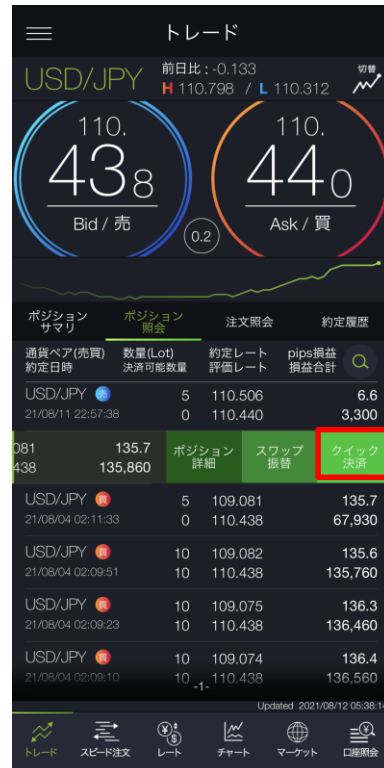 トレード
USD/JPY 前日比：-0.133 切替
H 110.798 / L 110.312
110. 110.
438 440
Bid / 売 0.2 Ask / 買
ポジションサマリ ポジション照会 注文照会 約定履歴
通貨ペア(売買) 数量(Lot) 約定レート pips損益
約定日時 決済可能数量 評価レート 損益合計
USD/JPY 売 5 110.506 6.6
21/08/11 22:57:38 0 110.440 3,300
081 135.7 ポジション スワップ クイック
438 135,860 詳細 振替 決済
USD/JPY 買 5 109.081 135.7
21/08/04 02:11:33 0 110.438 67,930
USD/JPY 買 10 109.082 135.6
21/08/04 02:09:51 10 110.438 135,760
USD/JPY 買 10 109.075 136.3
21/08/04 02:09:23 10 110.438 136,460
USD/JPY 買 10 109.074 136.4
21/08/04 02:09:10 10 110.438 136,560
-1-
Updated 2021/08/12 05:38:14
トレード スピード注文 レート チャート マーケット 口座照会